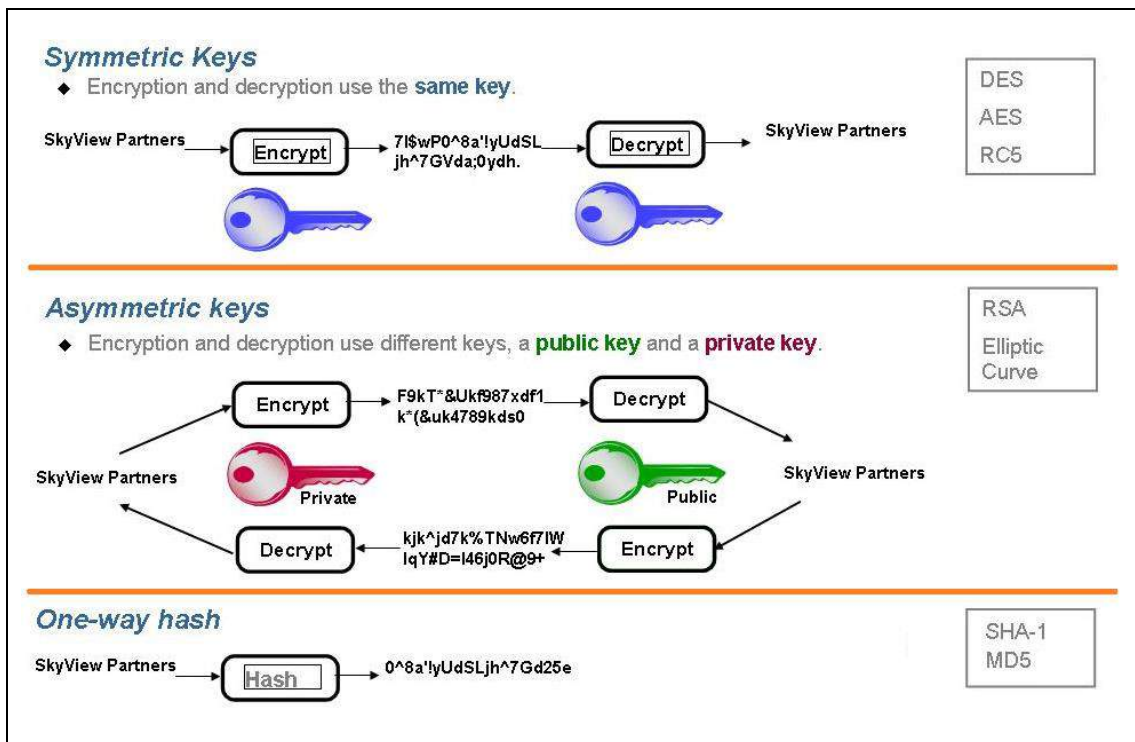 Symmetric Keys
◆ Encryption and decryption use the same key.
DES
AES
RC5
SkyView Partners
Encrypt
7I$wP0^8a'!yUdSL
jh^7GVda;0ydh.
Decrypt
SkyView Partners
Asymmetric keys
◆ Encryption and decryption use different keys, a public key and a private key.
RSA
Elliptic
Curve
Encrypt
F9kT*&Ukf987xdf1
k*(&uk4789kds0
Decrypt
SkyView Partners
Private
Public
SkyView Partners
Decrypt
kjk^jd7k%TNw6f7IW
IqY#D=I46j0R@9+
Encrypt
One-way hash
SkyView Partners
Hash
0^8a'!yUdSLjh^7Gd25e
SHA-1
MD5